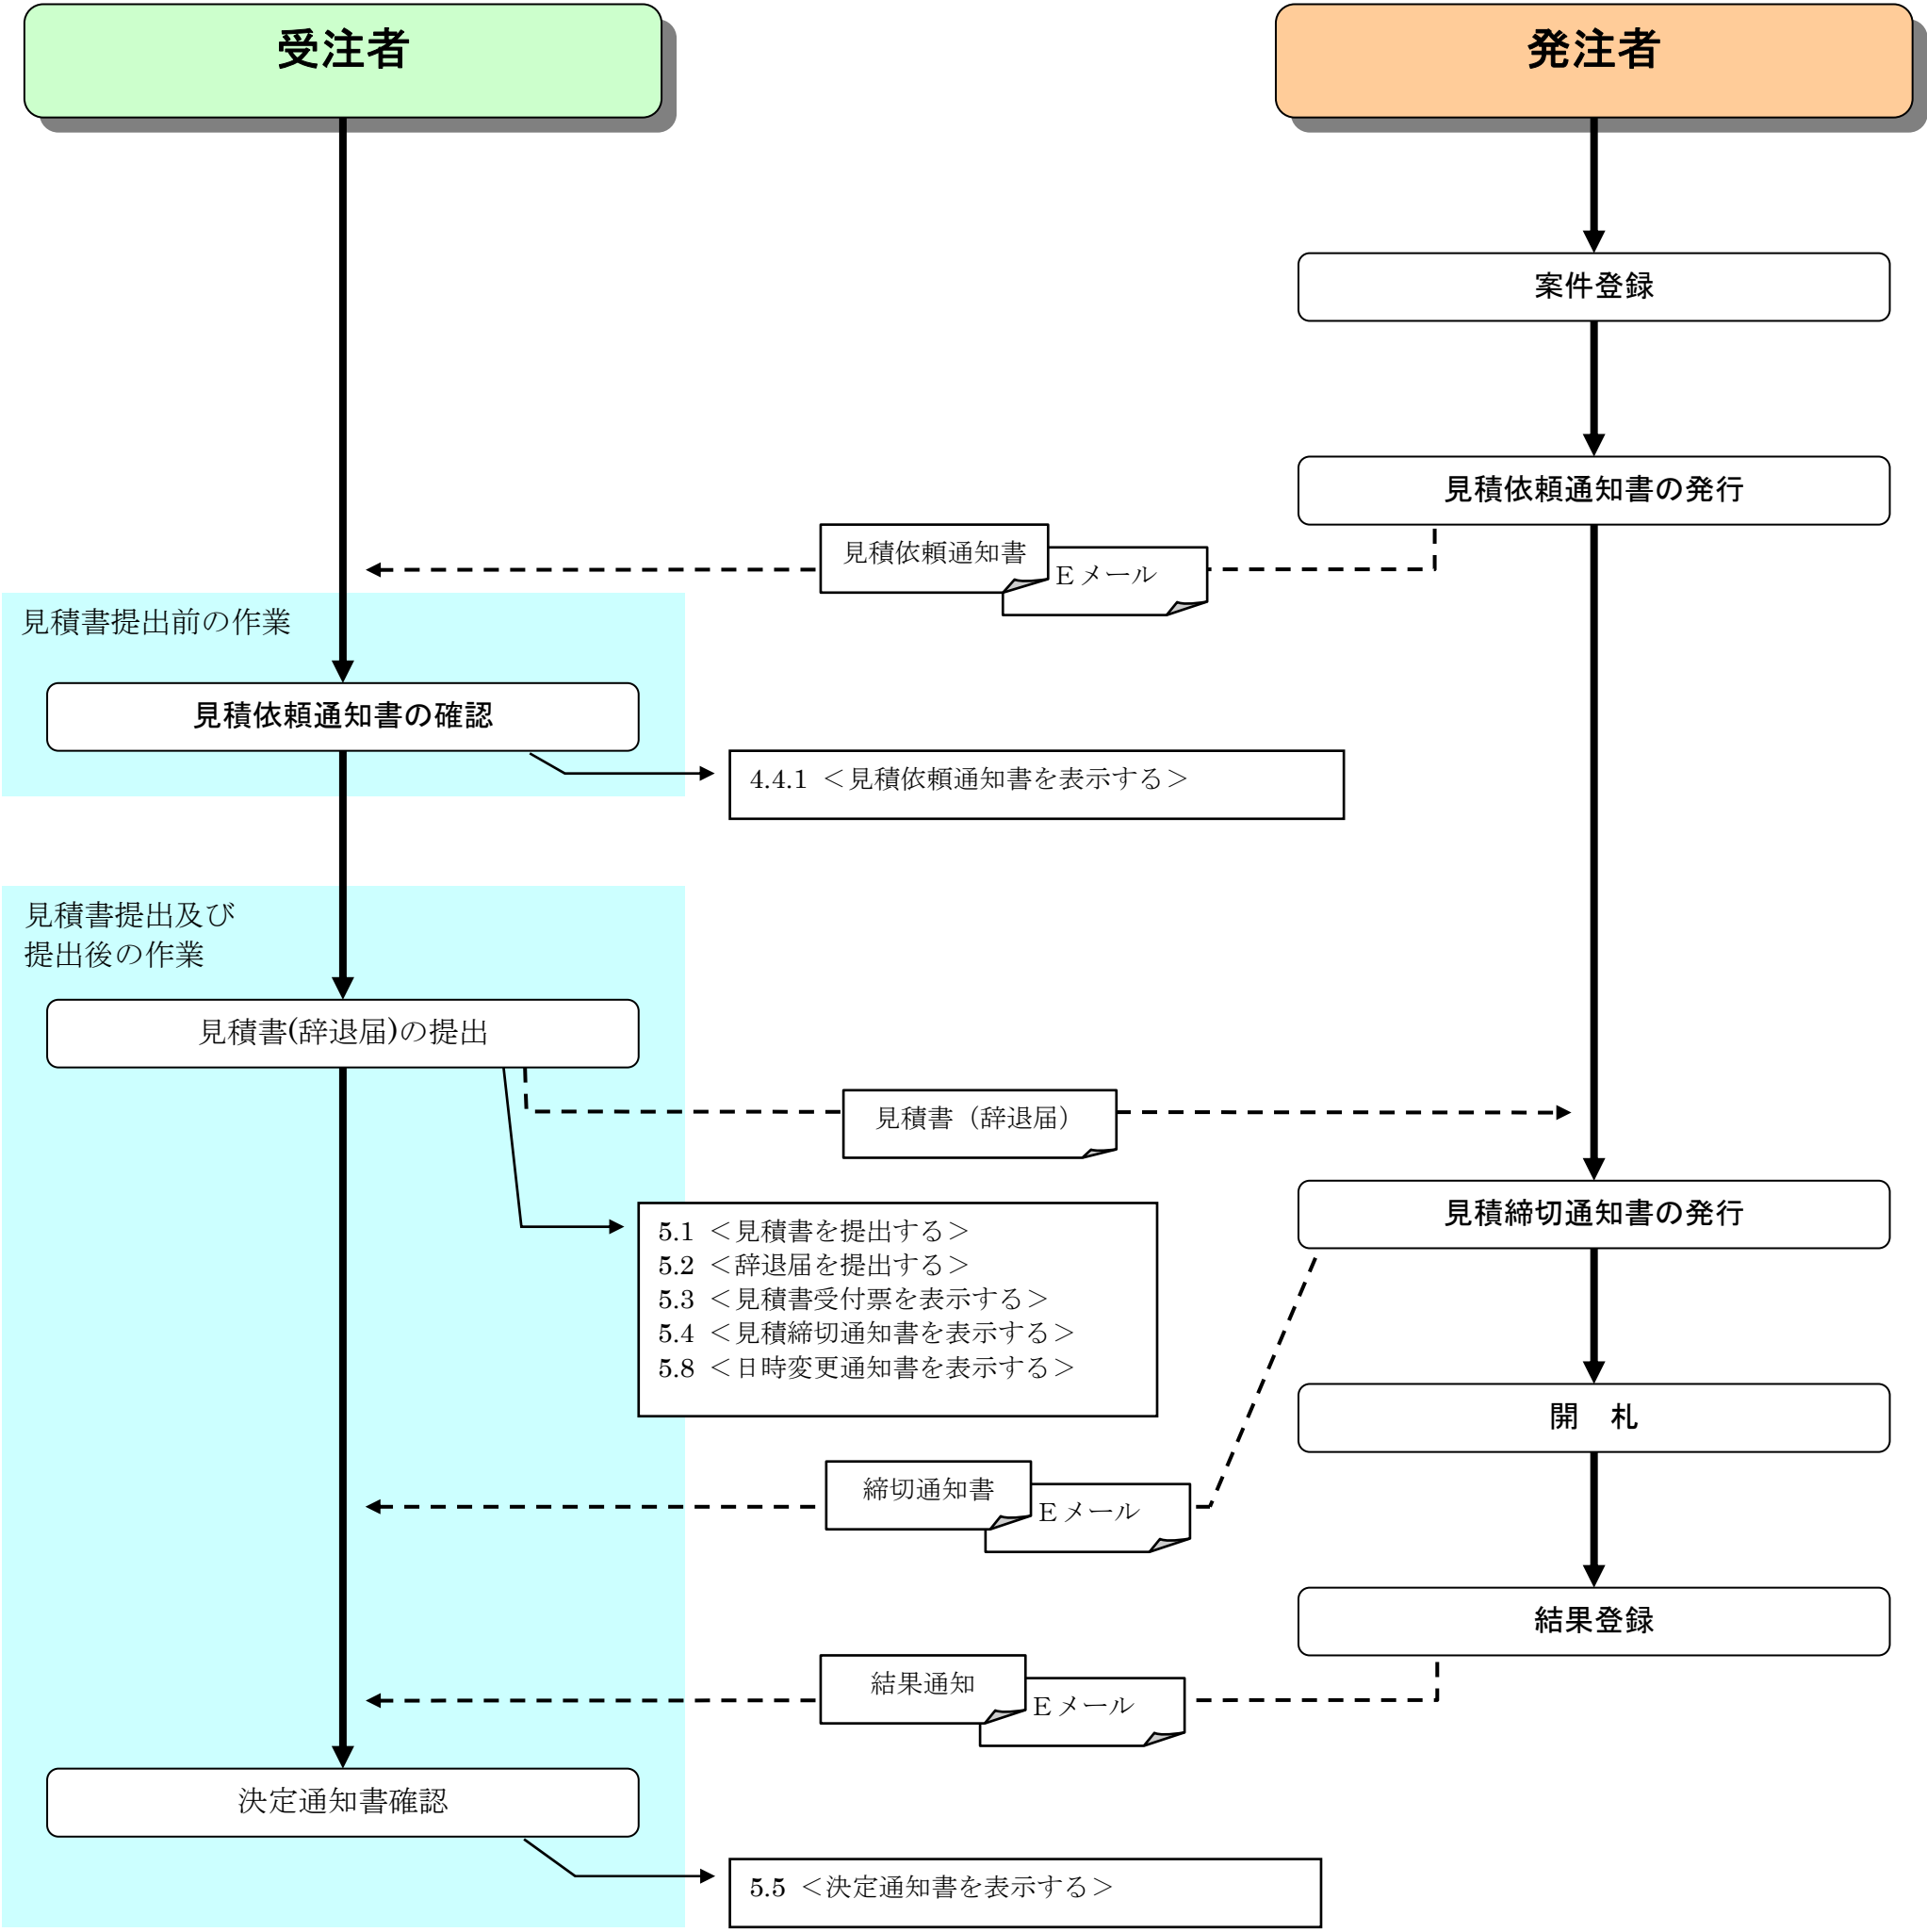 受注者
発注者
案件登録
見積依頼通知書の発行
見積依頼通知書
Eメール
見積書提出前の作業
見積依頼通知書の確認
4.4.1 ＜見積依頼通知書を表示する＞
見積書提出及び
提出後の作業
見積書(辞退届)の提出
見積書（辞退届）
見積締切通知書の発行
5.1 ＜見積書を提出する＞
5.2 ＜辞退届を提出する＞
5.3 ＜見積書受付票を表示する＞
5.4 ＜見積締切通知書を表示する＞
5.8 ＜日時変更通知書を表示する＞
開　札
締切通知書
Eメール
結果登録
結果通知
Eメール
決定通知書確認
5.5 ＜決定通知書を表示する＞